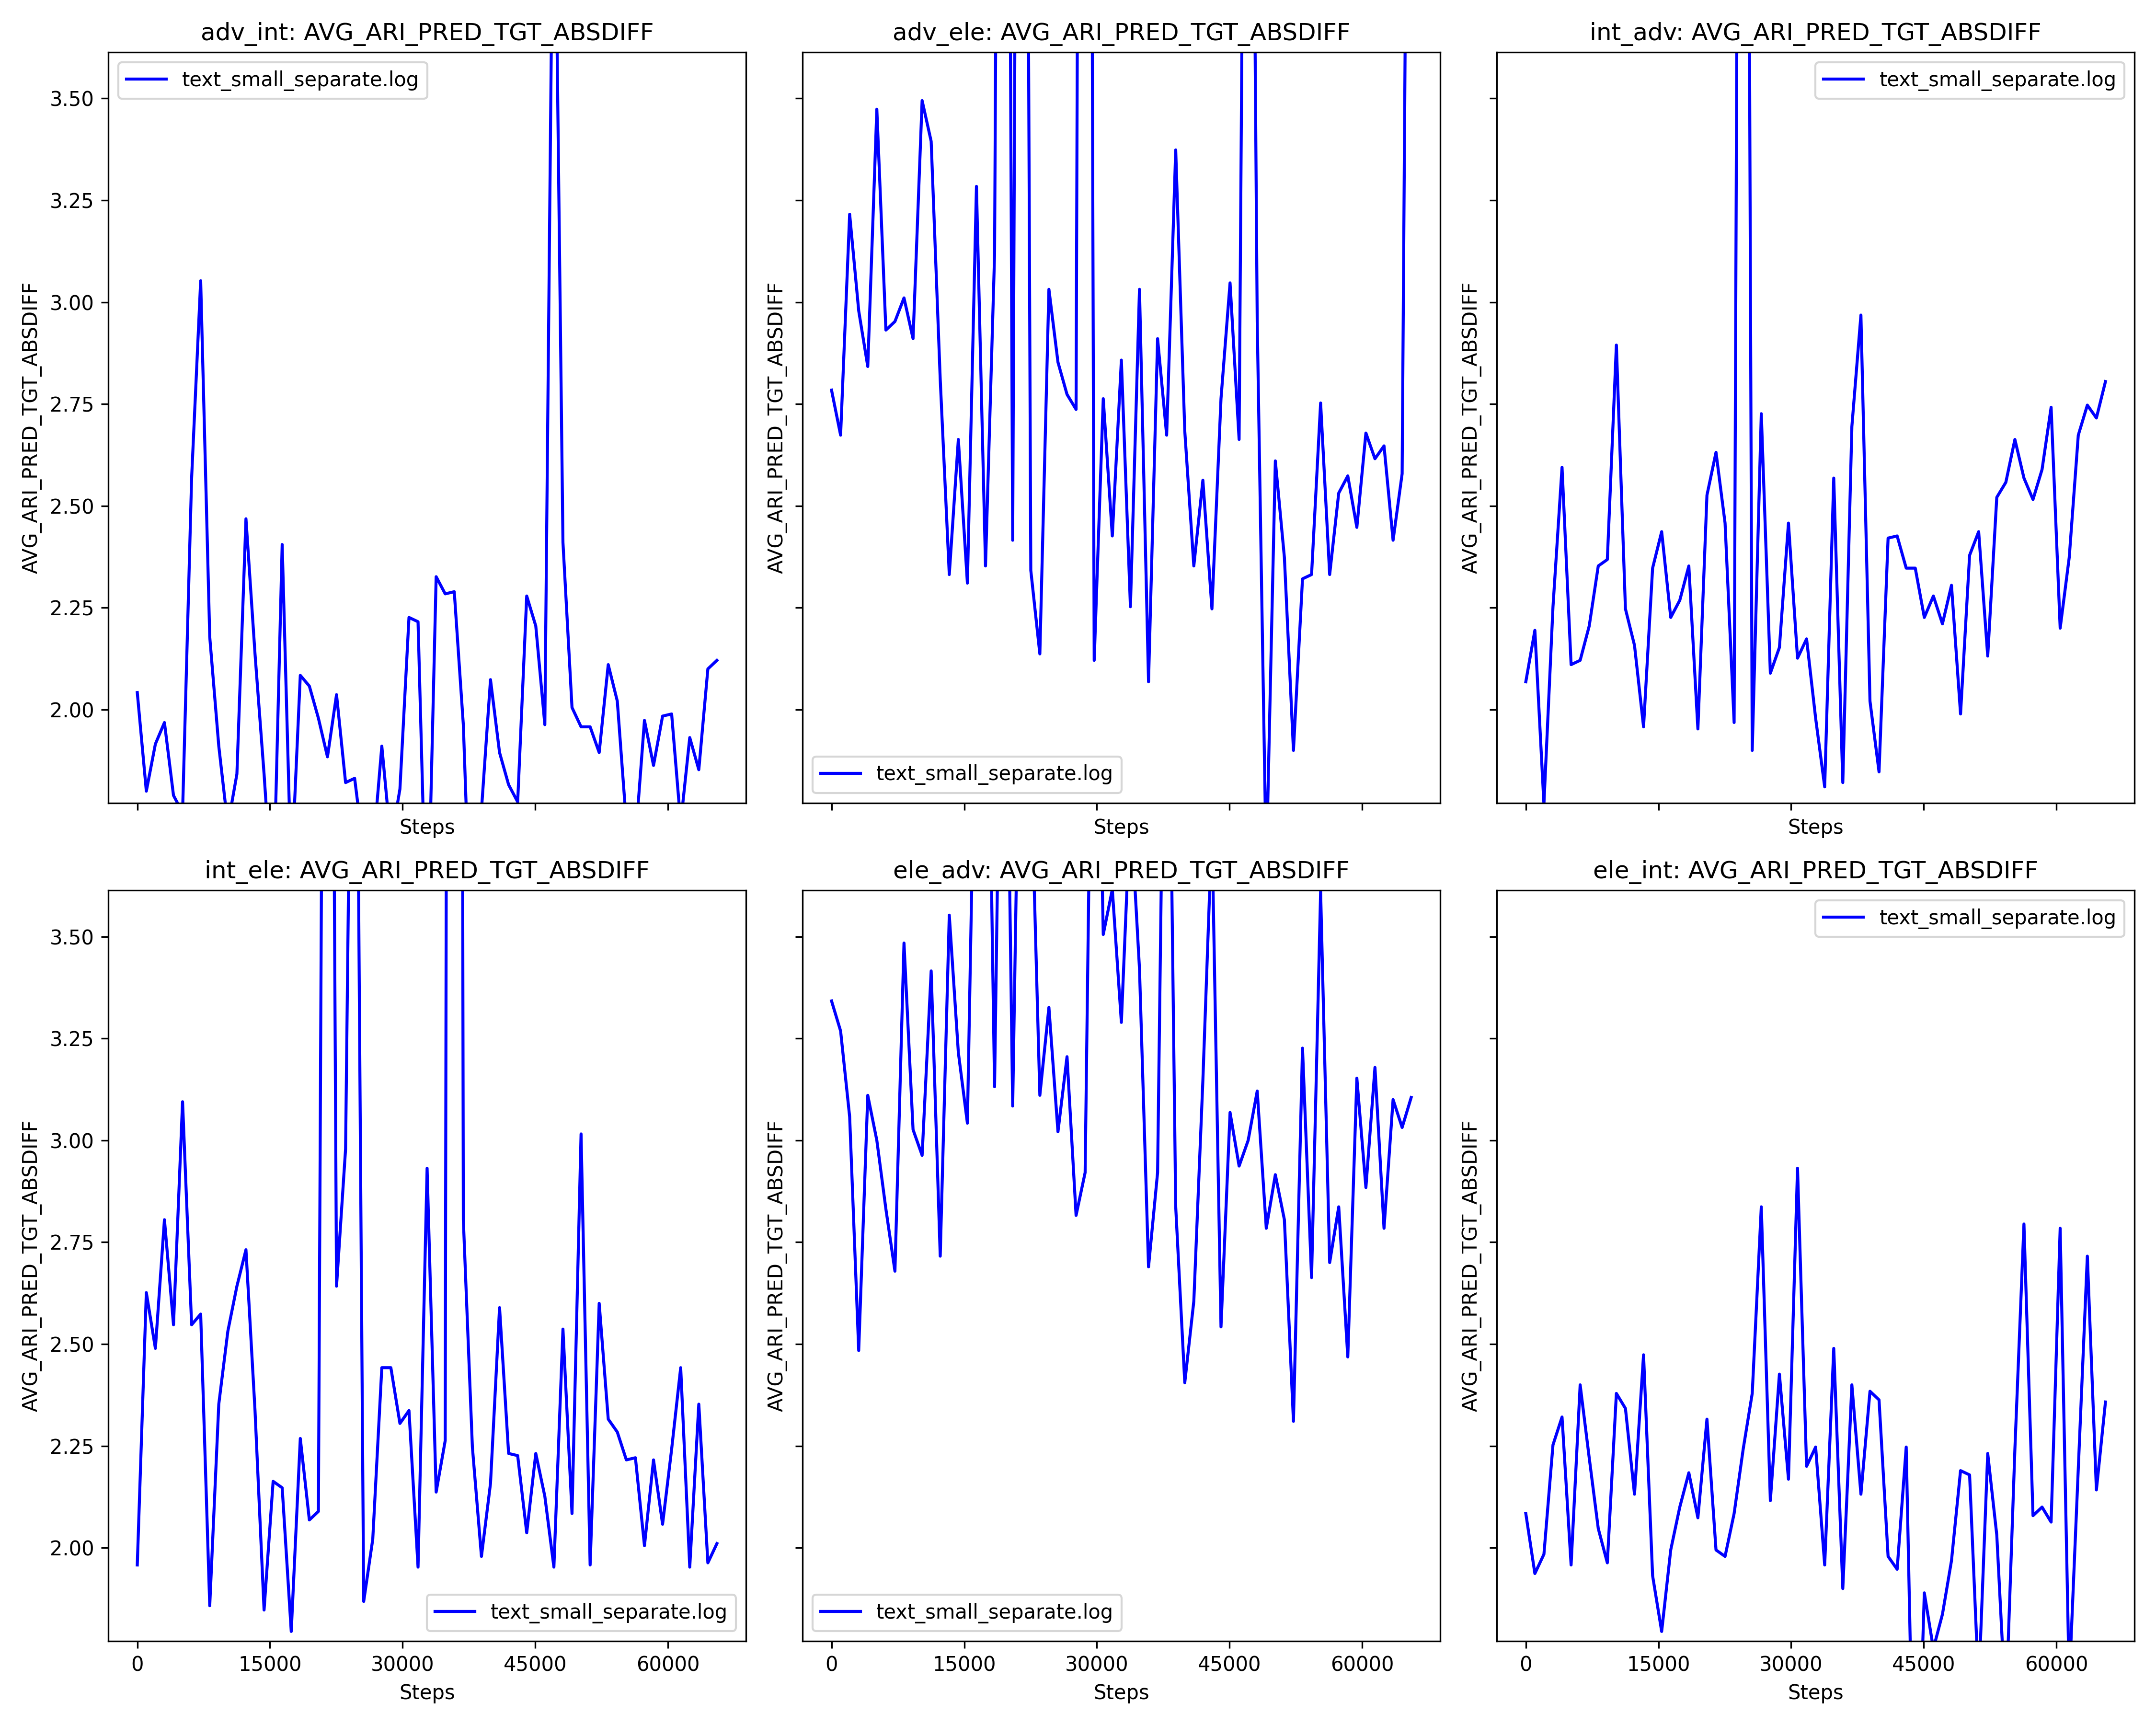 adv_int: AVG_ARI_PRED_TGT_ABSDIFF
adv_ele: AVG_ARI_PRED_TGT_ABSDIFF
int_adv: AVG_ARI_PRED_TGT_ABSDIFF
text_small_separate.log
text_small_separate.log
text_small_separate.log
AVG_ARI_PRED_TGT_ABSDIFF
AVG_ARI_PRED_TGT_ABSDIFF
AVG_ARI_PRED_TGT_ABSDIFF
3.50
3.25
3.00
2.75
2.50
2.25
2.00
Steps
Steps
Steps
int_ele: AVG_ARI_PRED_TGT_ABSDIFF
ele_adv: AVG_ARI_PRED_TGT_ABSDIFF
ele_int: AVG_ARI_PRED_TGT_ABSDIFF
text_small_separate.log
text_small_separate.log
text_small_separate.log
AVG_ARI_PRED_TGT_ABSDIFF
AVG_ARI_PRED_TGT_ABSDIFF
AVG_ARI_PRED_TGT_ABSDIFF
3.50
3.25
3.00
2.75
2.50
2.25
2.00
0 15000 30000 45000 60000
0 15000 30000 45000 60000
0 15000 30000 45000 60000
Steps
Steps
Steps